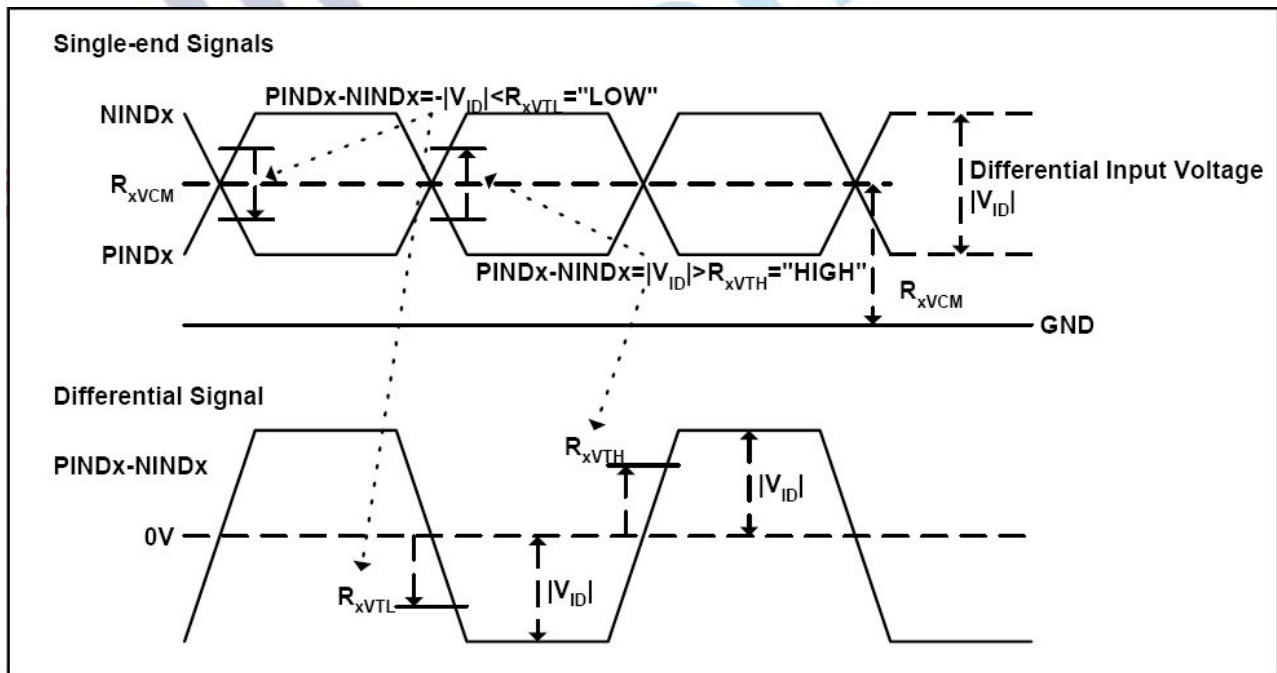 Single-end Signals
PINDx-NINDx=-|VID|<RxVTL="LOW"
NINDx
RxVCM
Differential Input Voltage
|VID|
PINDx
PINDx-NINDx=|VID|>RxVTH="HIGH"
RxVCM
GND
Differential Signal
RxVTH
PINDx-NINDx
|VID|
0V
RxVTL
|VID|